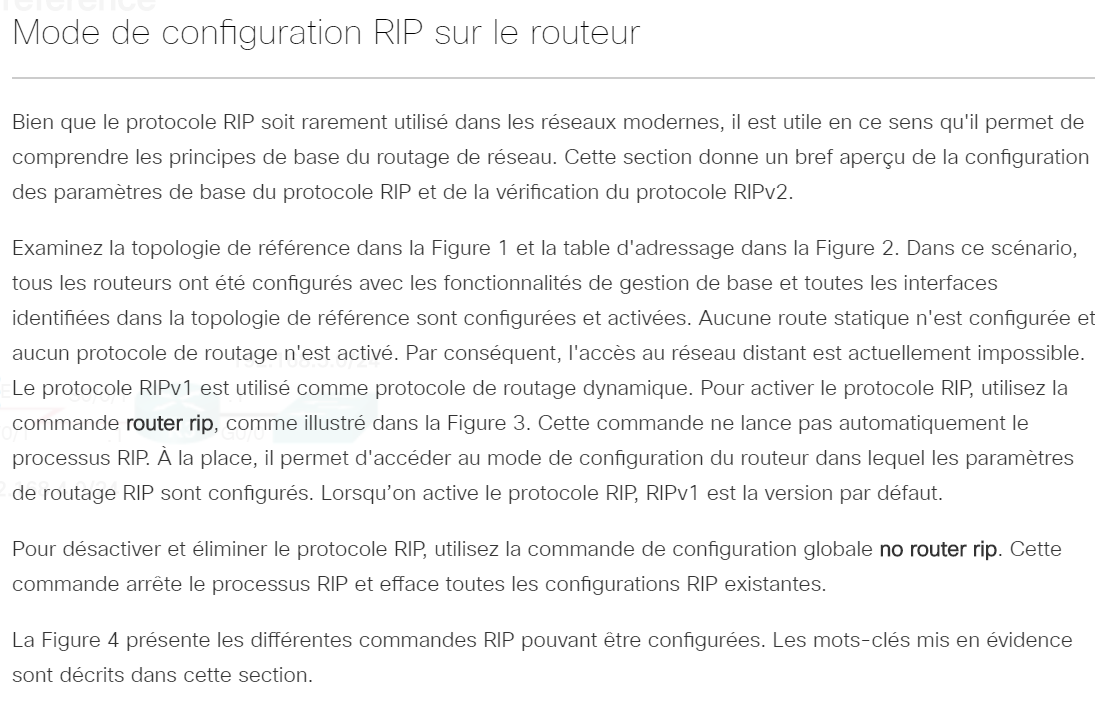 Mode de configuration RIP sur le routeur
Bien que le protocole RIP soit rarement utilisé dans les réseaux modernes, il est utile en ce sens qu'il permet de
comprendre les principes de base du routage de réseau. Cette section donne un bref aperçu de la configuration
des paramètres de base du protocole RIP et de la vérification du protocole RIPv2.
Examinez la topologie de référence dans la Figure 1 et la table d'adressage dans la Figure 2. Dans ce scénario,
tous les routeurs ont été configurés avec les fonctionnalités de gestion de base et toutes les interfaces
identifiées dans la topologie de référence sont configurées et activées. Aucune route statique n'est configurée et
aucun protocole de routage n'est activé. Par conséquent, l'accès au réseau distant est actuellement impossible.
Le protocole RIPv1 est utilisé comme protocole de routage dynamique. Pour activer le protocole RIP, utilisez la
commande router rip, comme illustré dans la Figure 3. Cette commande ne lance pas automatiquement le
processus RIP. À la place, il permet d'accéder au mode de configuration du routeur dans lequel les paramètres
de routage RIP sont configurés. Lorsqu’on active le protocole RIP, RIPv1 est la version par défaut.
Pour désactiver et éliminer le protocole RIP, utilisez la commande de configuration globale no router rip. Cette
commande arrête le processus RIP et efface toutes les configurations RIP existantes.
La Figure 4 présente les différentes commandes RIP pouvant être configurées. Les mots-clés mis en évidence
sont décrits dans cette section.